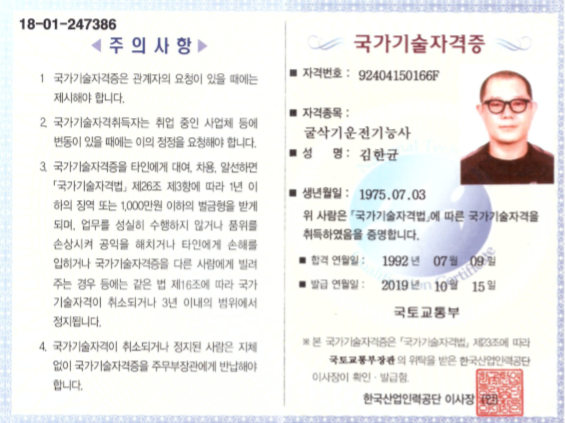 18-01-247386
◀ 주 의 사 항 ▶
1 국가기술자격증은 관계자의 요청이 있을 때에는
제시해야 합니다.
2. 국가기술자격취득자는 취업 중인 사업체 등에
변동이 있을 때에는 이의 정정을 요청해야 합니다.
3. 국가기술자격증을 타인에게 대여, 차용, 알선하면
「국가기술자격법」 제26조 제3항에 따라 1년 이
하의 징역 또는 1,000만원 이하의 벌금형을 받게
되며, 업무를 성실히 수행하지 않거나 품위를
손상시켜 공익을 해치거나 타인에게 손해를
입히거나 국가기술자격증을 다른 사람에게 빌려
주는 경우 등에는 같은 법 제16조에 따라 국가
기술자격이 취소되거나 3년 이내의 범위에서
정지됩니다.
4. 국가기술자격이 취소되거나 정지된 사람은 지체
없이 국가기술자격증을 주무부장관에게 반납해야
합니다.
국가기술자격증
■ 자격번호 : 92404150166F
■ 자격종목 :
굴삭기운전기능사
■ 성 명 : 김한균
■ 생년월일 : 1975.07.03
위 사람은 「국가기술자격법」에 따른 국가기술자격을
취득하였음을 증명합니다.
■ 합격 연월일 : 1992 년 07 월 09 일
■ 발급 연월일 : 2019 년 10 월 15 일
국토교통부
※ 본 국가기술자격증은 「국가기술자격법」 제23조에 따라
국토교통부장관의 위탁을 받은 한국산업인력공단
이사장이 확인 · 발급함.
한국산업인력공단 이사장 (인)